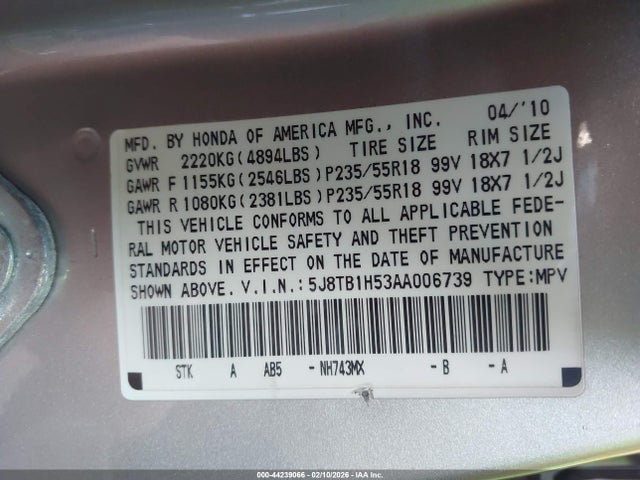 MFD. BY HONDA OF AMERICA MFG., INC. 04/'10
GVWR 2220KG(4894LBS) TIRE SIZE RIM SIZE
GAWR F 1155KG(2546LBS)P235/55R18 99V 18X7 1/2J
GAWR R 1080KG(2381LBS)P235/55R18 99V 18X7 1/2J
THIS VEHICLE CONFORMS TO ALL APPLICABLE FEDE-
RAL MOTOR VEHICLE SAFETY AND THEFT PREVENTION
STANDARDS IN EFFECT ON THE DATE OF MANUFACTURE
SHOWN ABOVE. V.I.N.:5J8TB1H53AA006739 TYPE:MPV
STK A AB5 - NH743MX - B - A
000-44239066 - 02/10/2026 - IAA Inc.